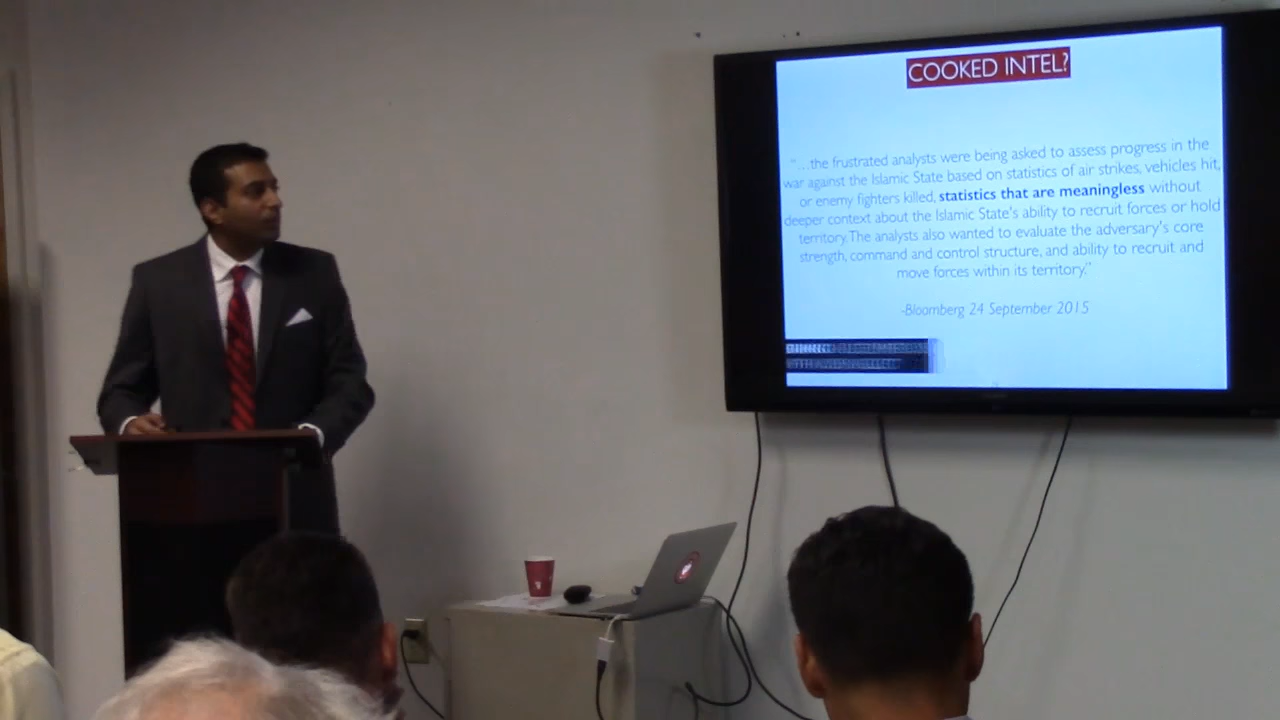 COOKED INTEL?
"...the frustrated analysts were being asked to assess progress in the
war against the Islamic State based on statistics of air strikes, vehicles hit,
or enemy fighters killed, statistics that are meaningless without
deeper context about the Islamic State's ability to recruit forces or hold
territory. The analysts also wanted to evaluate the adversary's core
strength, command and control structure, and ability to recruit and
move forces within its territory."
-Bloomberg 24 September 2015